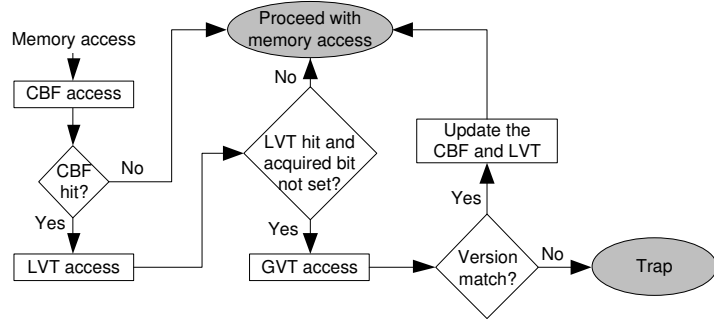 Memory access
CBF access
CBF
hit?
No
Yes
LVT access
Proceed with
memory access
No
LVT hit and
acquired bit
not set?
Yes
GVT access
Update the
CBF and LVT
Yes
Version
match?
No
Trap